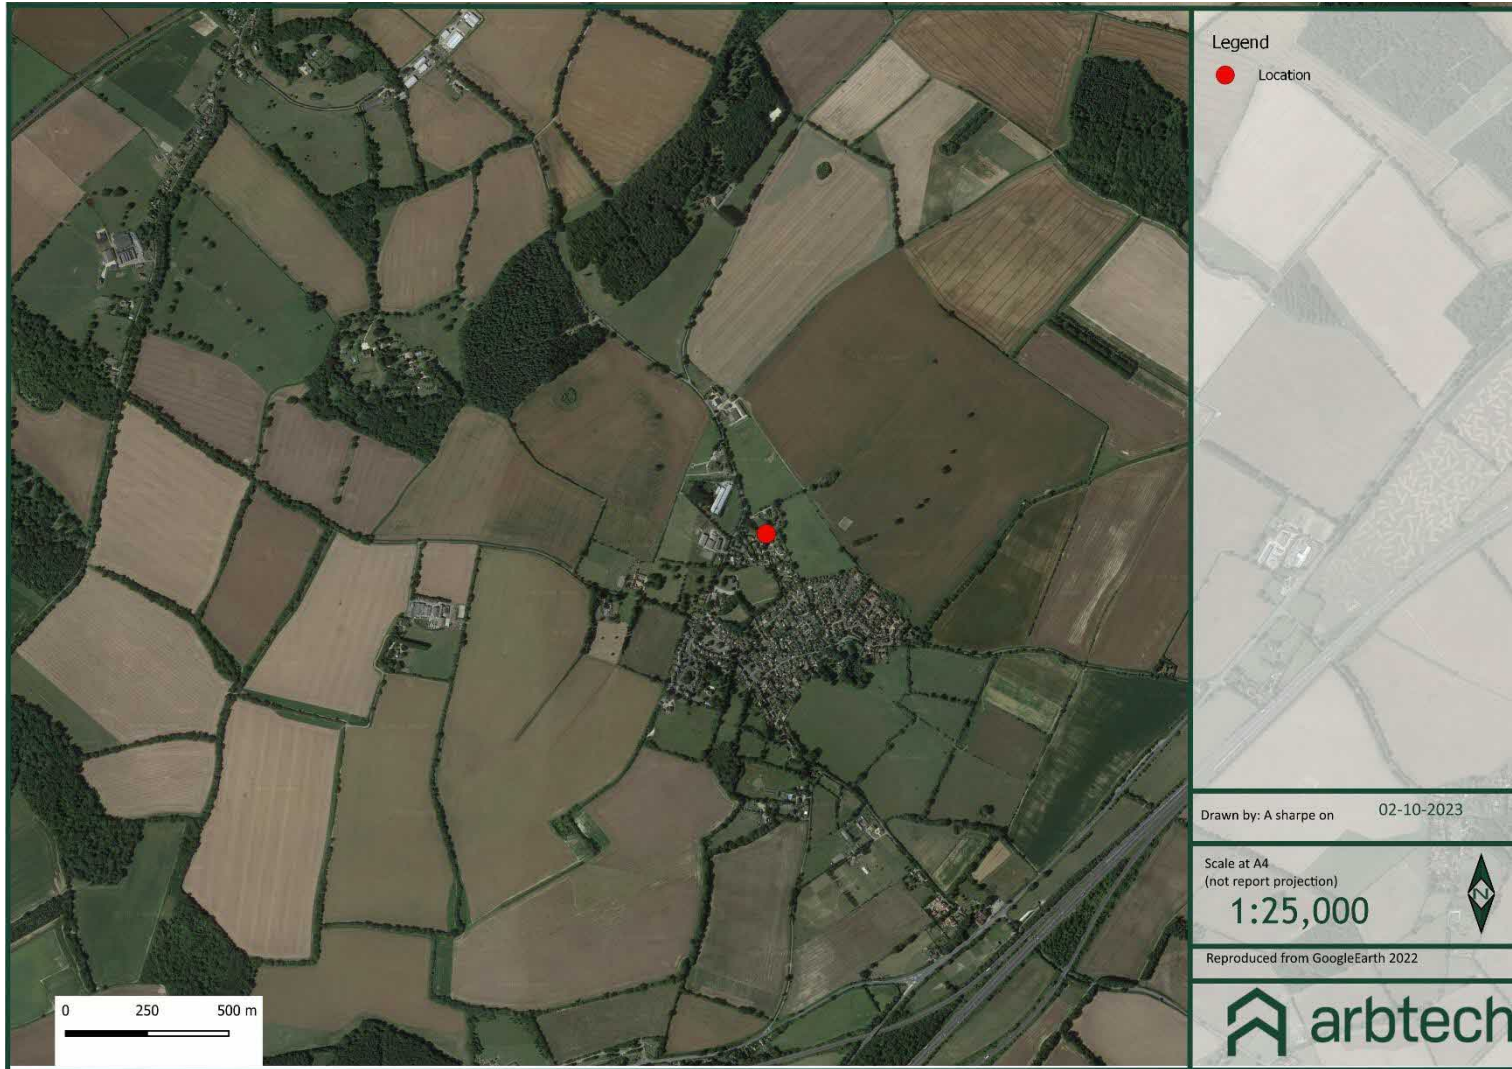 Legend
Location
Drawn by: A sharpe on 02-10-2023
Scale at A4
(not report projection)
1:25,000
N
Reproduced from GoogleEarth 2022
0 250 500 m
arbtech